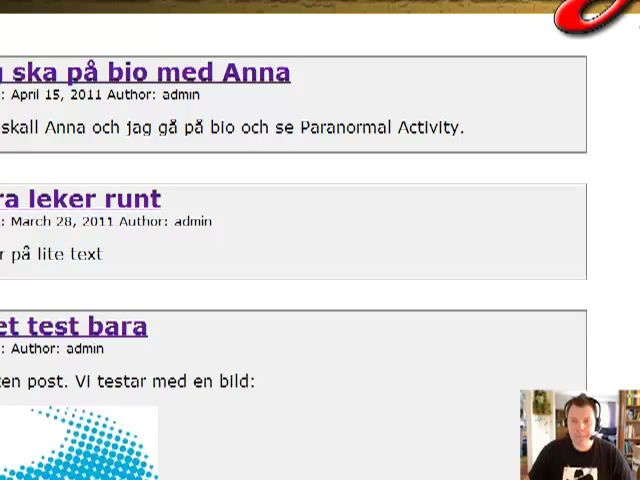 ska på bio med Anna
: April 15, 2011 Author: admin
skall Anna och jag gå på bio och se Paranormal Activity.
ra leker runt
: March 28, 2011 Author: admin
r på lite text
et test bara
: Author: admin
ten post. Vi testar med en bild: